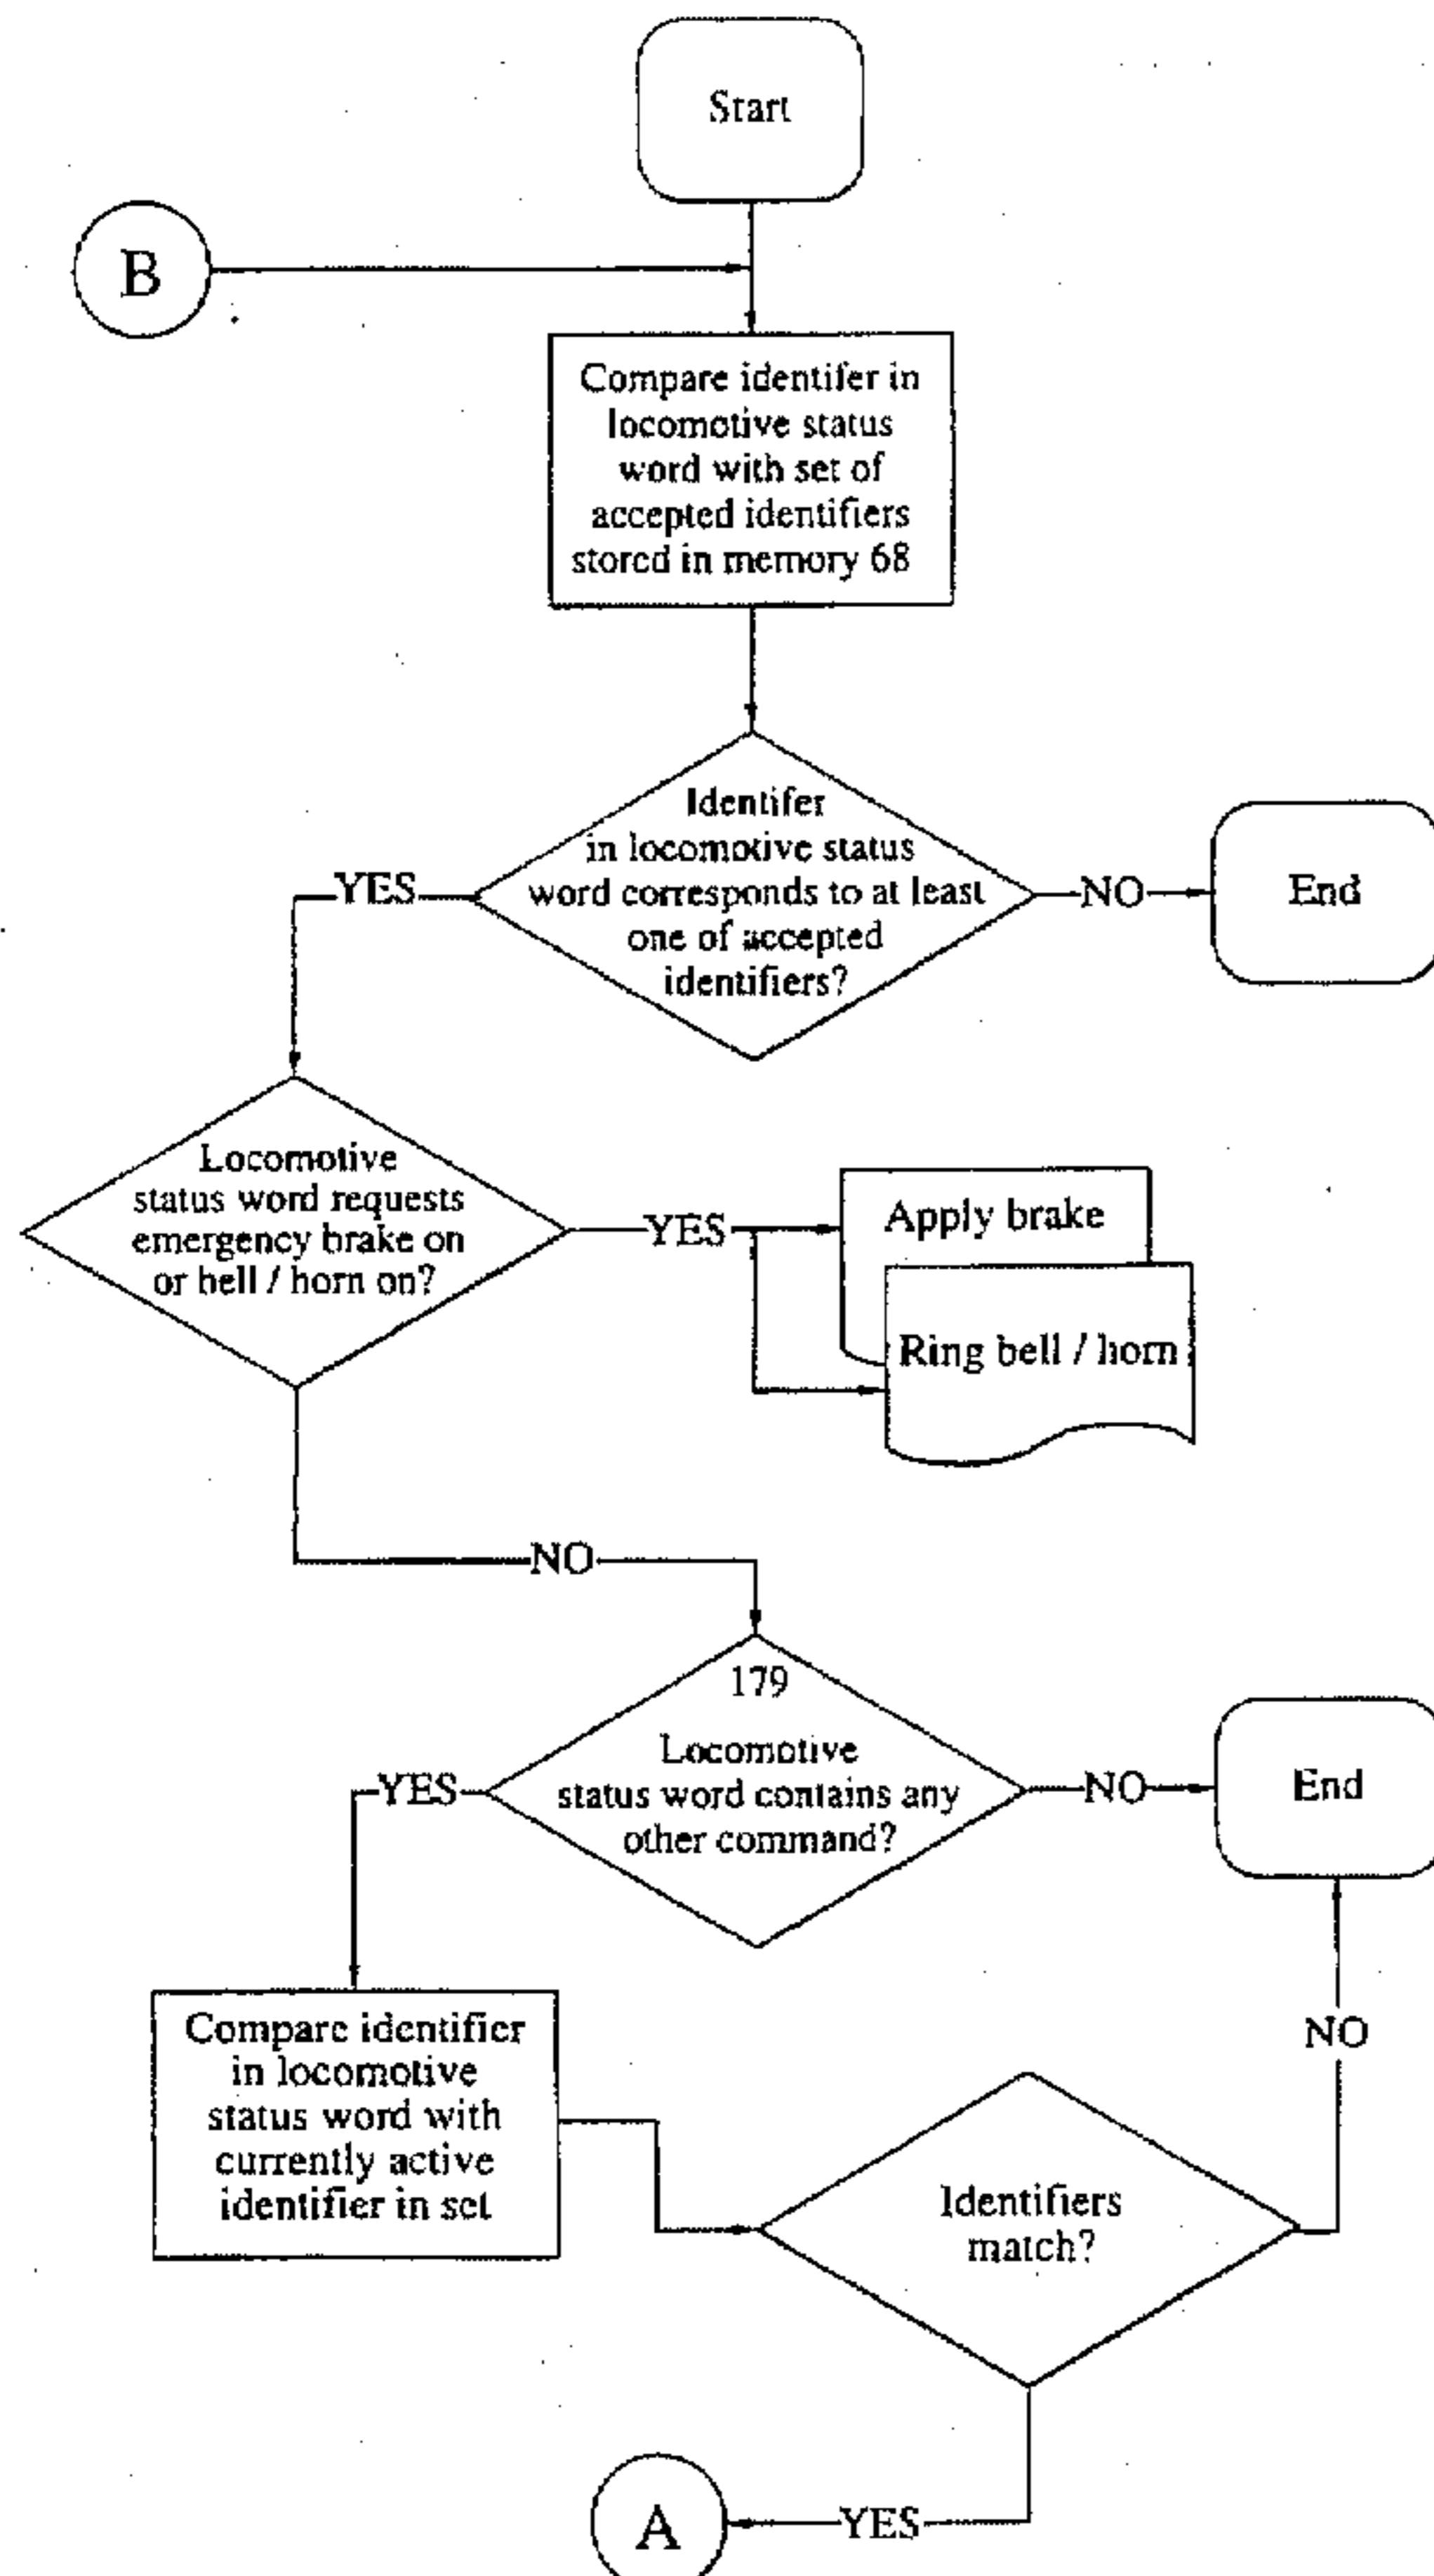 Start
B
Compare identifer in
locomotive status
word with set of
accepted identifiers
stored in memory 68
Identifer
in locomotive status
word corresponds to at least
one of accepted
identifiers?
YES
NO
End
Locomotive
status word requests
emergency brake on
or bell / horn on?
YES
Apply brake
Ring bell / horn
NO
179
Locomotive
status word contains any
other command?
YES
NO
End
Compare identifier
in locomotive
status word with
currently active
identifier in set
NO
Identifiers
match?
A
YES